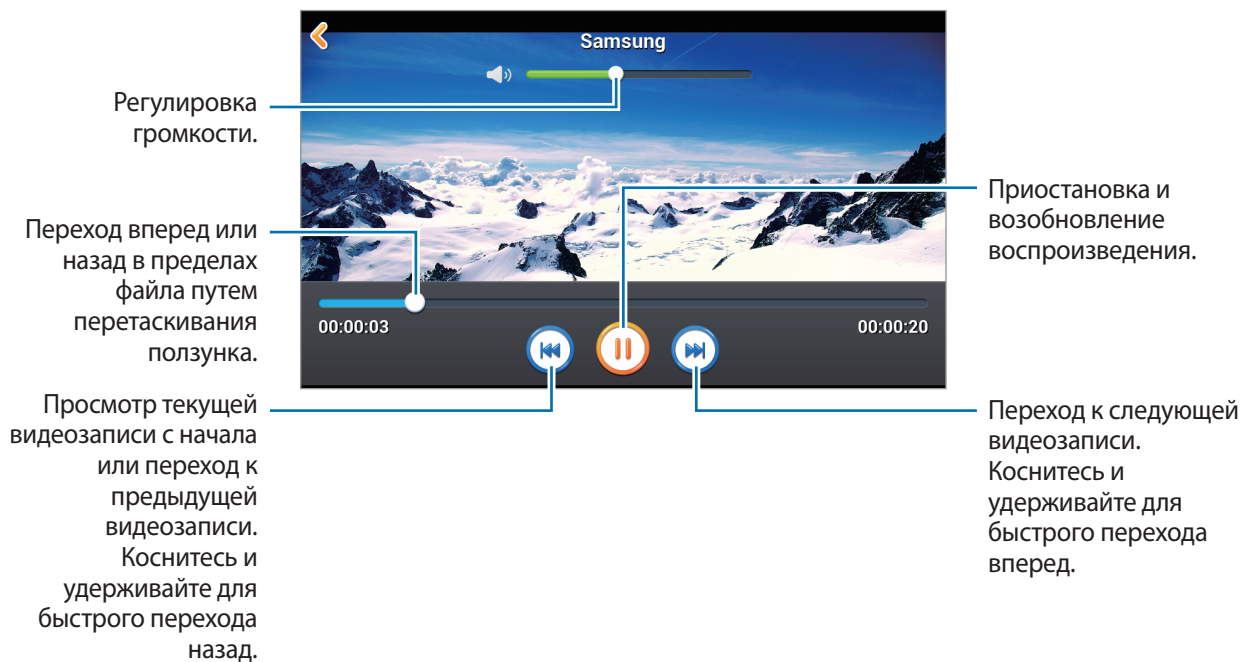 Samsung
Регулировка
громкости.
Переход вперед или
назад в пределах
файла путем
перетаскивания
ползунка.
Приостановка и
возобновление
воспроизведения.
00:00:03
00:00:20
Просмотр текущей
видеозаписи с начала
или переход к
предыдущей
видеозаписи.
Коснитесь и
удерживайте для
быстрого перехода
назад.
Переход к следующей
видеозаписи.
Коснитесь и
удерживайте для
быстрого перехода
вперед.